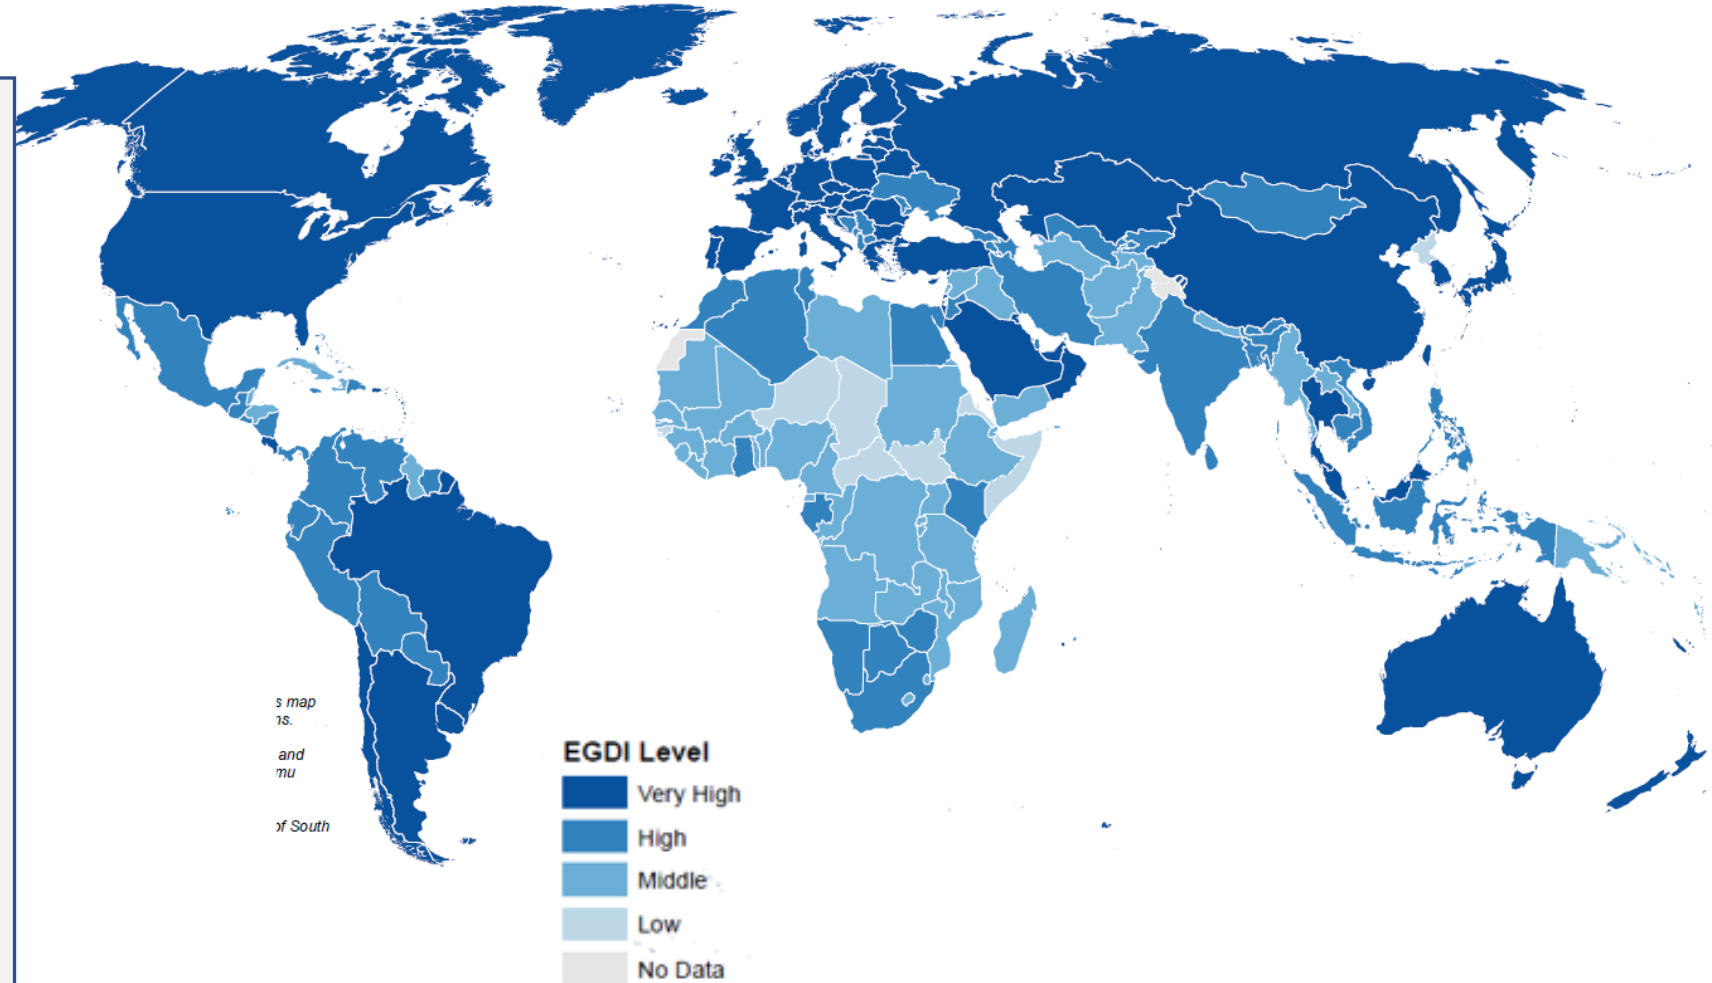 s map
ns.
and
mu
of South
EGDI Level
Very High
High
Middle
Low
No Data